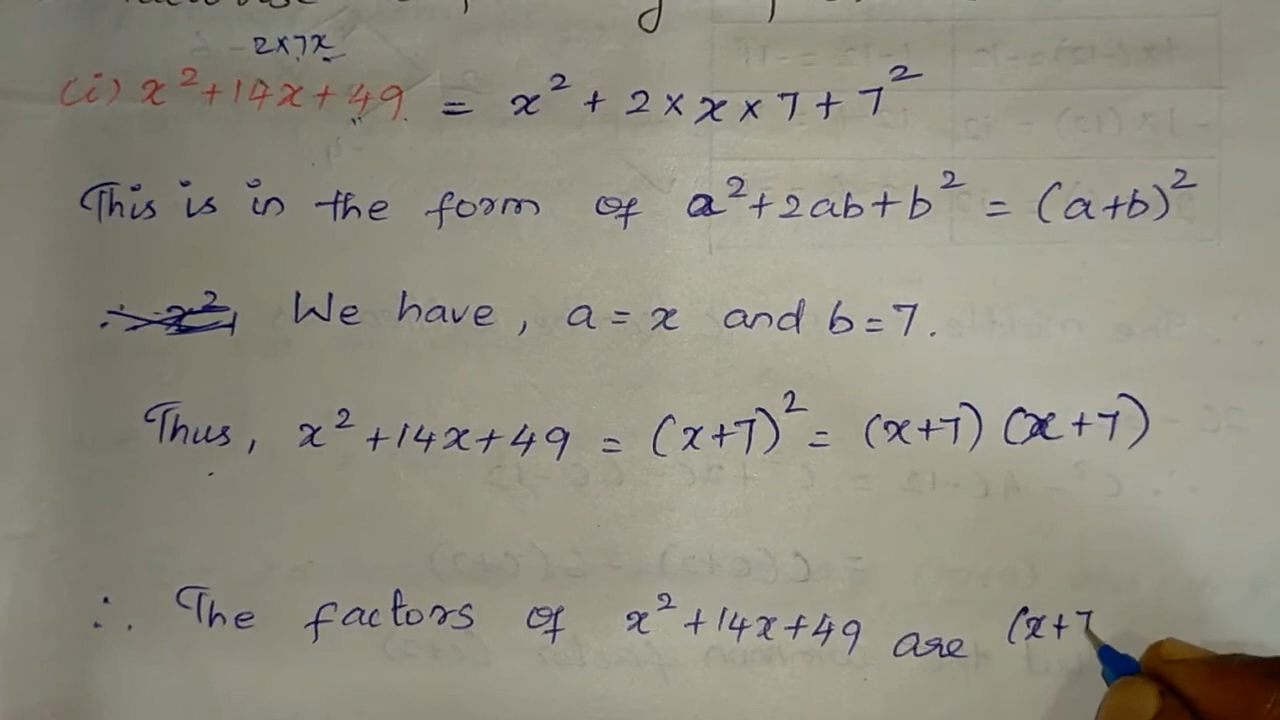 2×7x
(i) x²+14x+49 = x² + 2 × x × 7 + 7²
This is in the form of a²+2ab+b² = (a+b)²
We have, a = x and b = 7.
Thus, x²+14x+49 = (x+7)² = (x+7) (x+7)
∴ The factors of x²+14x+49 are (x+7